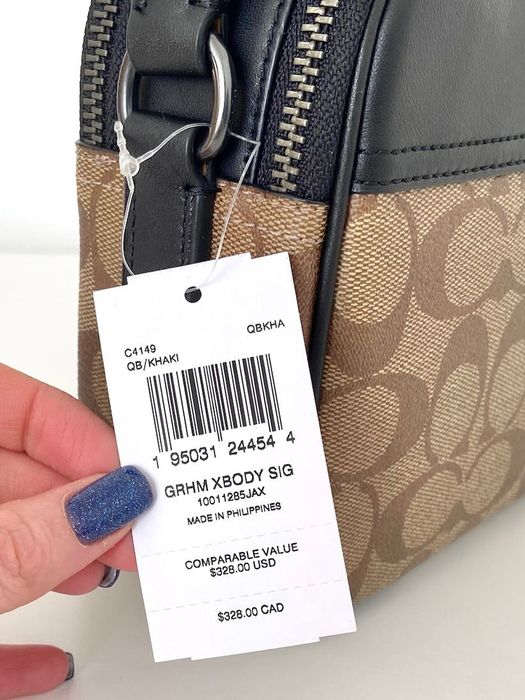 C4149 QBKHA
QB/KHAKI
1 95031 24454 4
GRHM XBODY SIG
10011285JAX
MADE IN PHILIPPINES
COMPARABLE VALUE
$328.00 USD
$328.00 CAD